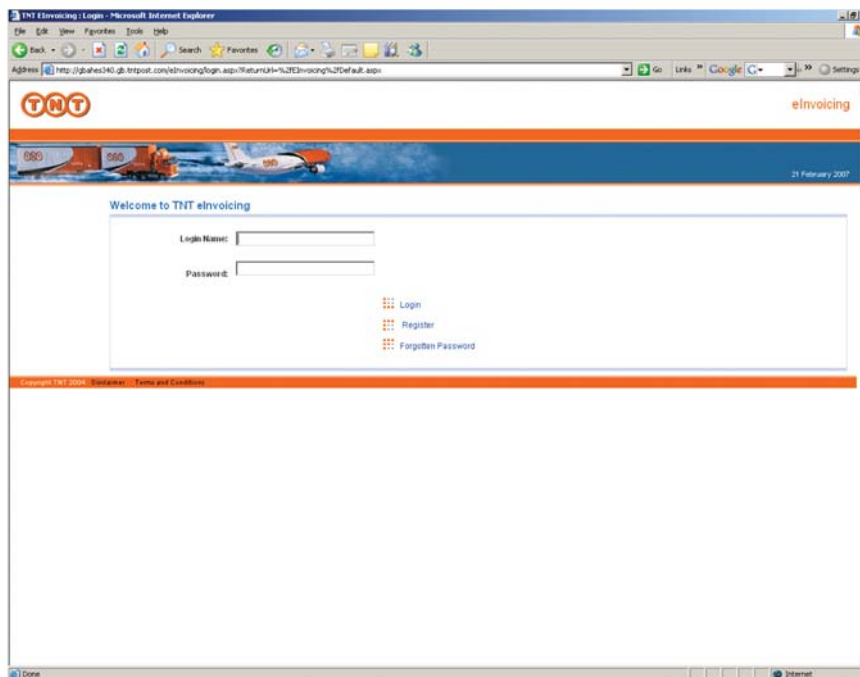 TNT EInvoicing : Login - Microsoft Internet Explorer
File Edit View Favorites Tools Help
Back Search Favorites
Address http://gbahes340.gb.tntpost.com/eInvoicing/login.aspx?ReturnUrl=%2fEInvoicing%2fDefault.aspx Go Links » Google G » Settings
TNT eInvoicing
TNT
21 February 2007
Welcome to TNT eInvoicing
Login Name:
Password:
Login
Register
Forgotten Password
Copyright TNT 2004 Disclaimer Terms and Conditions
Done Internet